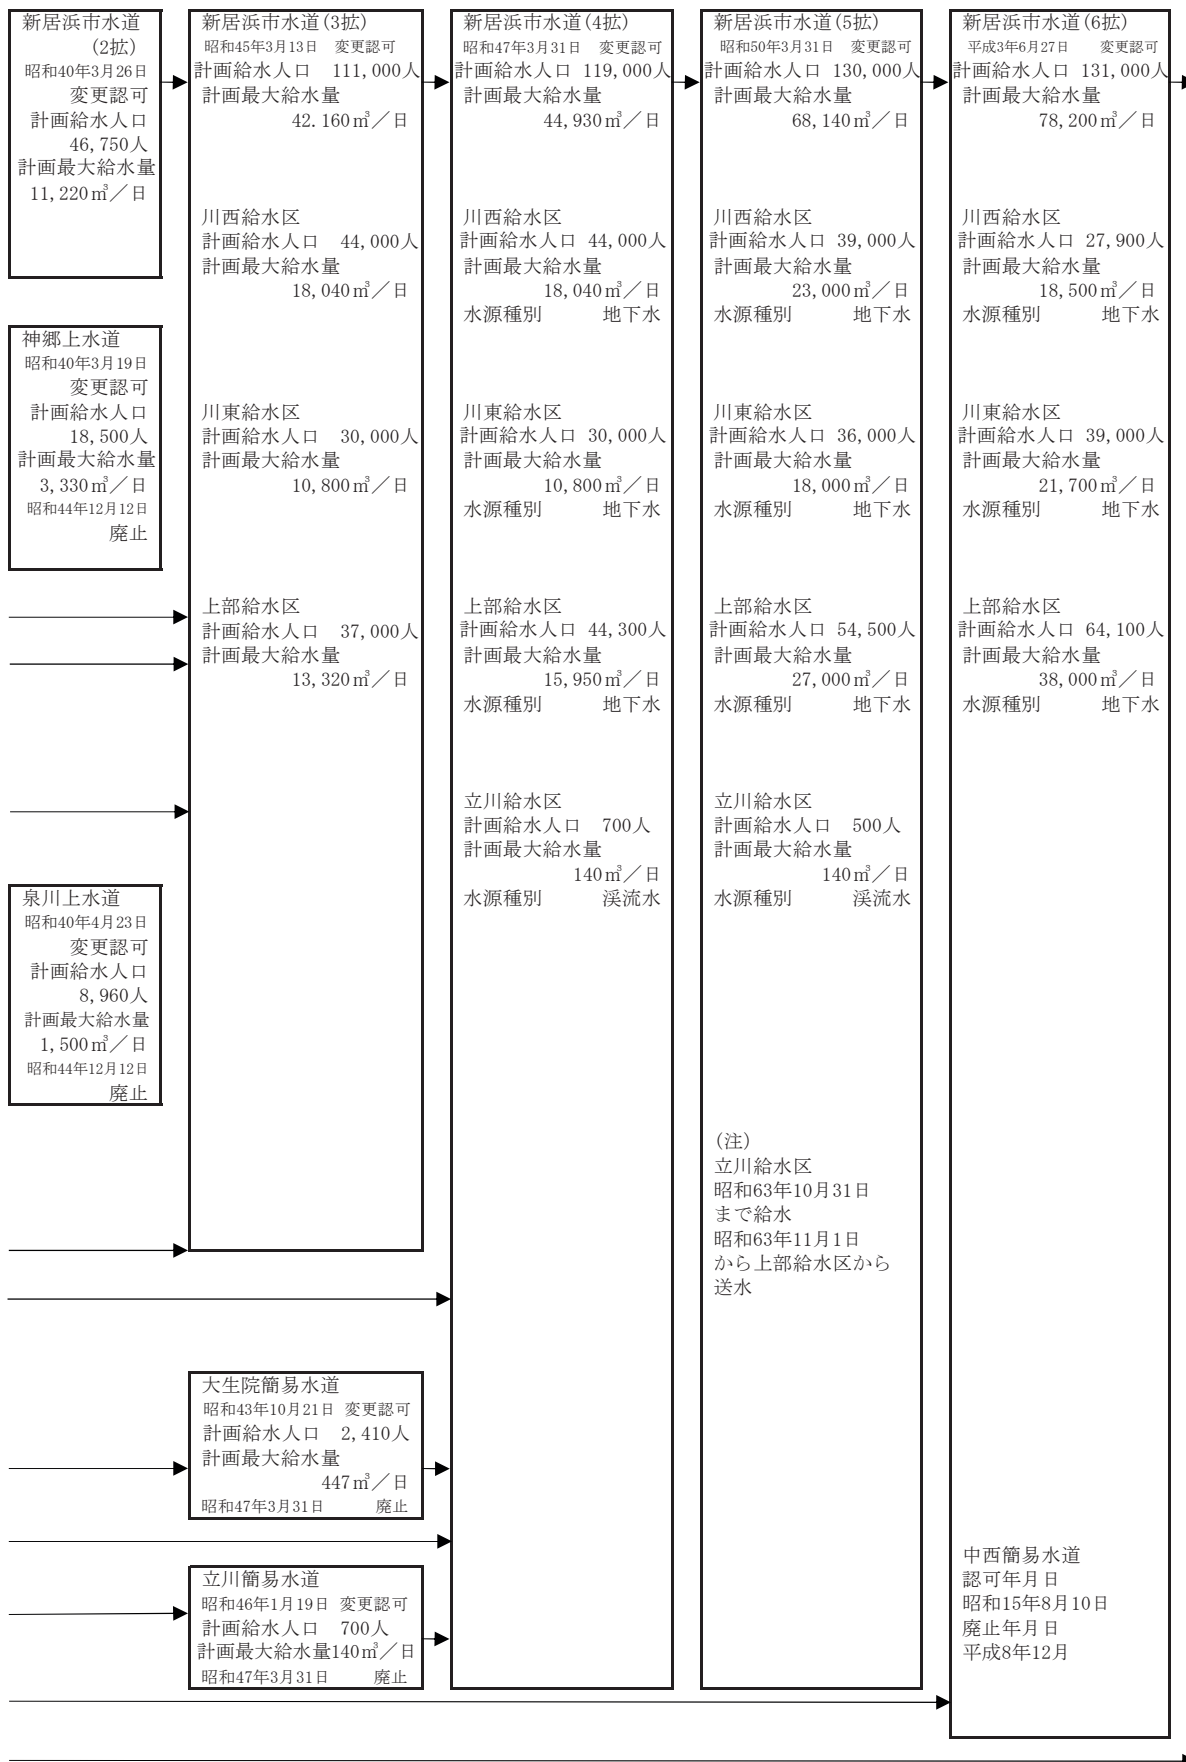 新居浜市水道
(2拡)
昭和40年3月26日
変更認可
計画給水人口
46,750人
計画最大給水量
11,220㎥／日
神郷上水道
昭和40年3月19日
変更認可
計画給水人口
18,500人
計画最大給水量
3,330㎥／日
昭和44年12月12日
廃止
泉川上水道
昭和40年4月23日
変更認可
計画給水人口
8,960人
計画最大給水量
1,500㎥／日
昭和44年12月12日
廃止
新居浜市水道(3拡)
昭和45年3月13日 変更認可
計画給水人口 111,000人
計画最大給水量
42.160㎥／日
川西給水区
計画給水人口 44,000人
計画最大給水量
18,040㎥／日
川東給水区
計画給水人口 30,000人
計画最大給水量
10,800㎥／日
上部給水区
計画給水人口 37,000人
計画最大給水量
13,320㎥／日
大生院簡易水道
昭和43年10月21日 変更認可
計画給水人口 2,410人
計画最大給水量
447㎥／日
昭和47年3月31日 廃止
立川簡易水道
昭和46年1月19日 変更認可
計画給水人口 700人
計画最大給水量140㎥／日
昭和47年3月31日 廃止
新居浜市水道(4拡)
昭和47年3月31日 変更認可
計画給水人口 119,000人
計画最大給水量
44,930㎥／日
川西給水区
計画給水人口 44,000人
計画最大給水量
18,040㎥／日
水源種別 地下水
川東給水区
計画給水人口 30,000人
計画最大給水量
10,800㎥／日
水源種別 地下水
上部給水区
計画給水人口 44,300人
計画最大給水量
15,950㎥／日
水源種別 地下水
立川給水区
計画給水人口 700人
計画最大給水量
140㎥／日
水源種別 渓流水
新居浜市水道(5拡)
昭和50年3月31日 変更認可
計画給水人口 130,000人
計画最大給水量
68,140㎥／日
川西給水区
計画給水人口 39,000人
計画最大給水量
23,000㎥／日
水源種別 地下水
川東給水区
計画給水人口 36,000人
計画最大給水量
18,000㎥／日
水源種別 地下水
上部給水区
計画給水人口 54,500人
計画最大給水量
27,000㎥／日
水源種別 地下水
立川給水区
計画給水人口 500人
計画最大給水量
140㎥／日
水源種別 渓流水
(注)
立川給水区
昭和63年10月31日
まで給水
昭和63年11月1日
から上部給水区から
送水
新居浜市水道(6拡)
平成3年6月27日 変更認可
計画給水人口 131,000人
計画最大給水量
78,200㎥／日
川西給水区
計画給水人口 27,900人
計画最大給水量
18,500㎥／日
水源種別 地下水
川東給水区
計画給水人口 39,000人
計画最大給水量
21,700㎥／日
水源種別 地下水
上部給水区
計画給水人口 64,100人
計画最大給水量
38,000㎥／日
水源種別 地下水
中西簡易水道
認可年月日
昭和15年8月10日
廃止年月日
平成8年12月